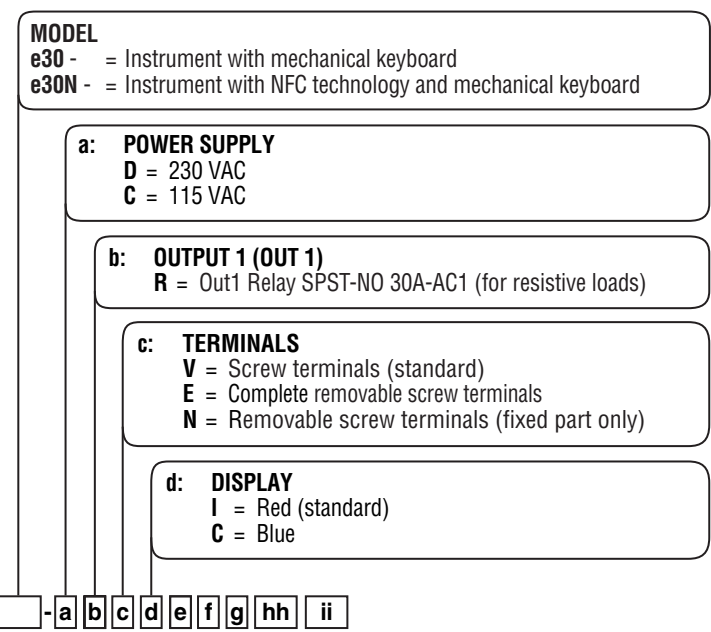 MODEL
e30 - = Instrument with mechanical keyboard
e30N - = Instrument with NFC technology and mechanical keyboard
a: POWER SUPPLY
D = 230 VAC
C = 115 VAC
b: OUTPUT 1 (OUT 1)
R = Out1 Relay SPST-NO 30A-AC1 (for resistive loads)
c: TERMINALS
V = Screw terminals (standard)
E = Complete removable screw terminals
N = Removable screw terminals (fixed part only)
d: DISPLAY
I = Red (standard)
C = Blue
- a b c d e f g hh ii